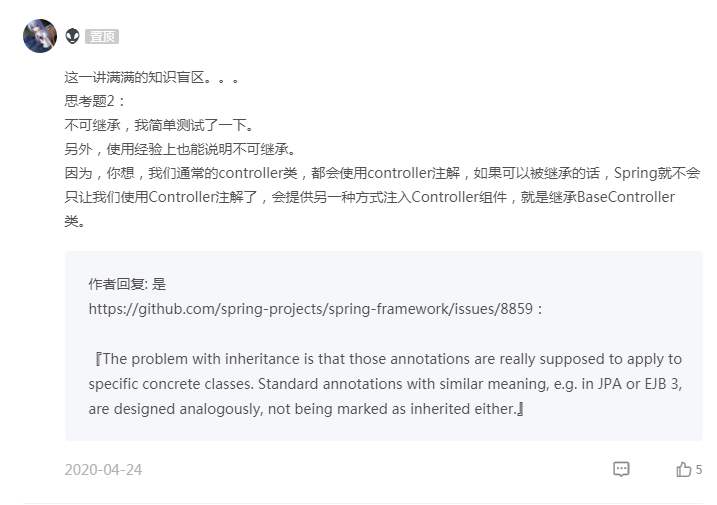 置顶
这一讲满满的知识盲区。。。
思考题2：
不可继承，我简单测试了一下。
另外，使用经验上也能说明不可继承。
因为，你想，我们通常的controller类，都会使用controller注解，如果可以被继承的话，Spring就不会
只让我们使用Controller注解了，会提供另一种方式注入Controller组件，就是继承BaseController
类。
作者回复: 是
https://github.com/spring-projects/spring-framework/issues/8859：
『The problem with inheritance is that those annotations are really supposed to apply to
specific concrete classes. Standard annotations with similar meaning, e.g. in JPA or EJB 3,
are designed analogously, not being marked as inherited either.』
2020-04-24
5